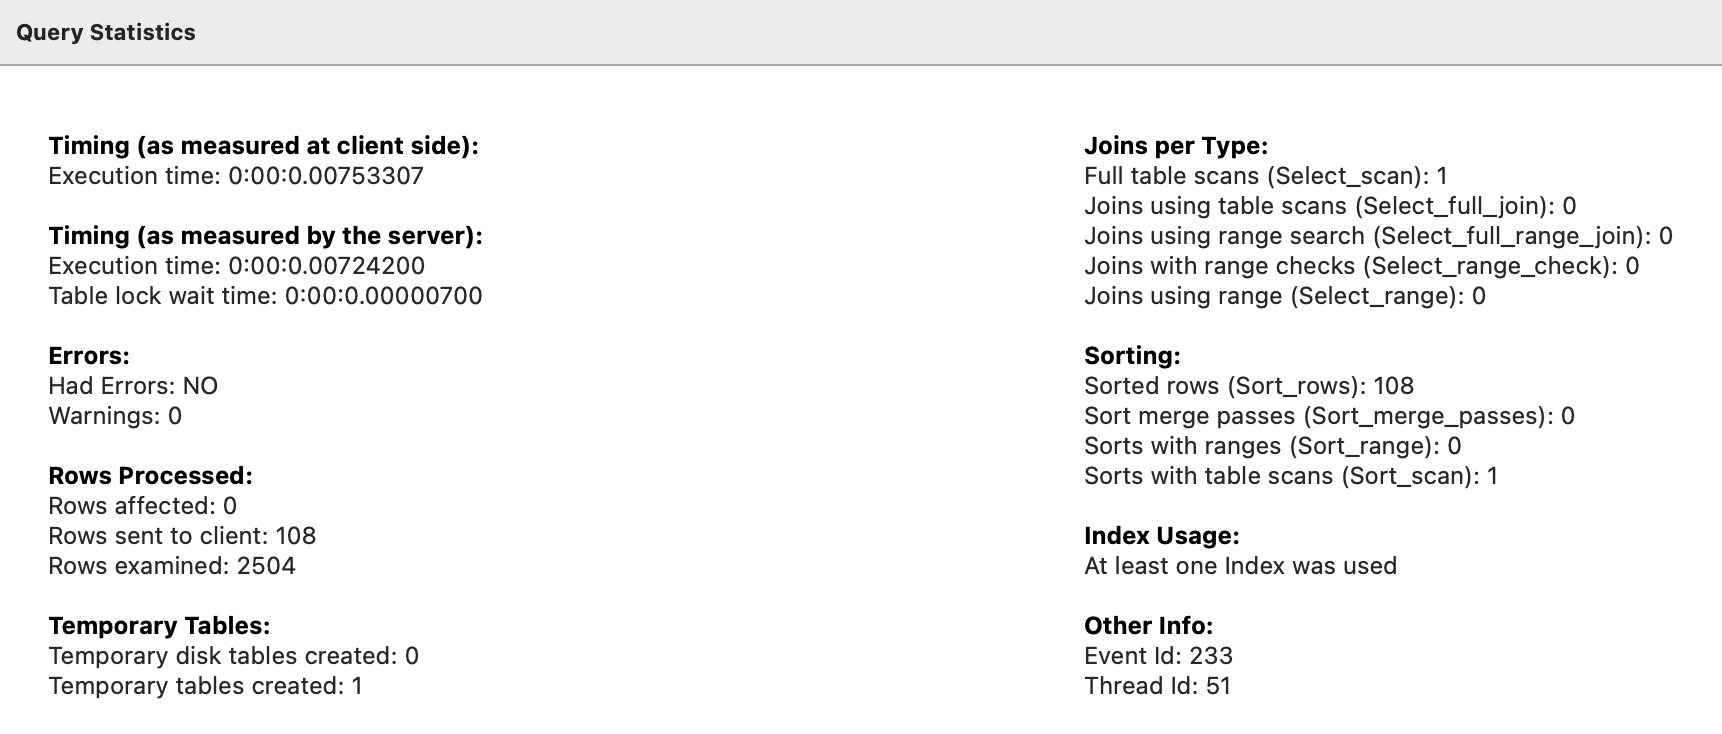 Query Statistics
Timing (as measured at client side):
Execution time: 0:00:0.00753307
Timing (as measured by the server):
Execution time: 0:00:0.00724200
Table lock wait time: 0:00:0.00000700
Errors:
Had Errors: NO
Warnings: 0
Rows Processed:
Rows affected: 0
Rows sent to client: 108
Rows examined: 2504
Temporary Tables:
Temporary disk tables created: 0
Temporary tables created: 1
Joins per Type:
Full table scans (Select_scan): 1
Joins using table scans (Select_full_join): 0
Joins using range search (Select_full_range_join): 0
Joins with range checks (Select_range_check): 0
Joins using range (Select_range): 0
Sorting:
Sorted rows (Sort_rows): 108
Sort merge passes (Sort_merge_passes): 0
Sorts with ranges (Sort_range): 0
Sorts with table scans (Sort_scan): 1
Index Usage:
At least one Index was used
Other Info:
Event Id: 233
Thread Id: 51